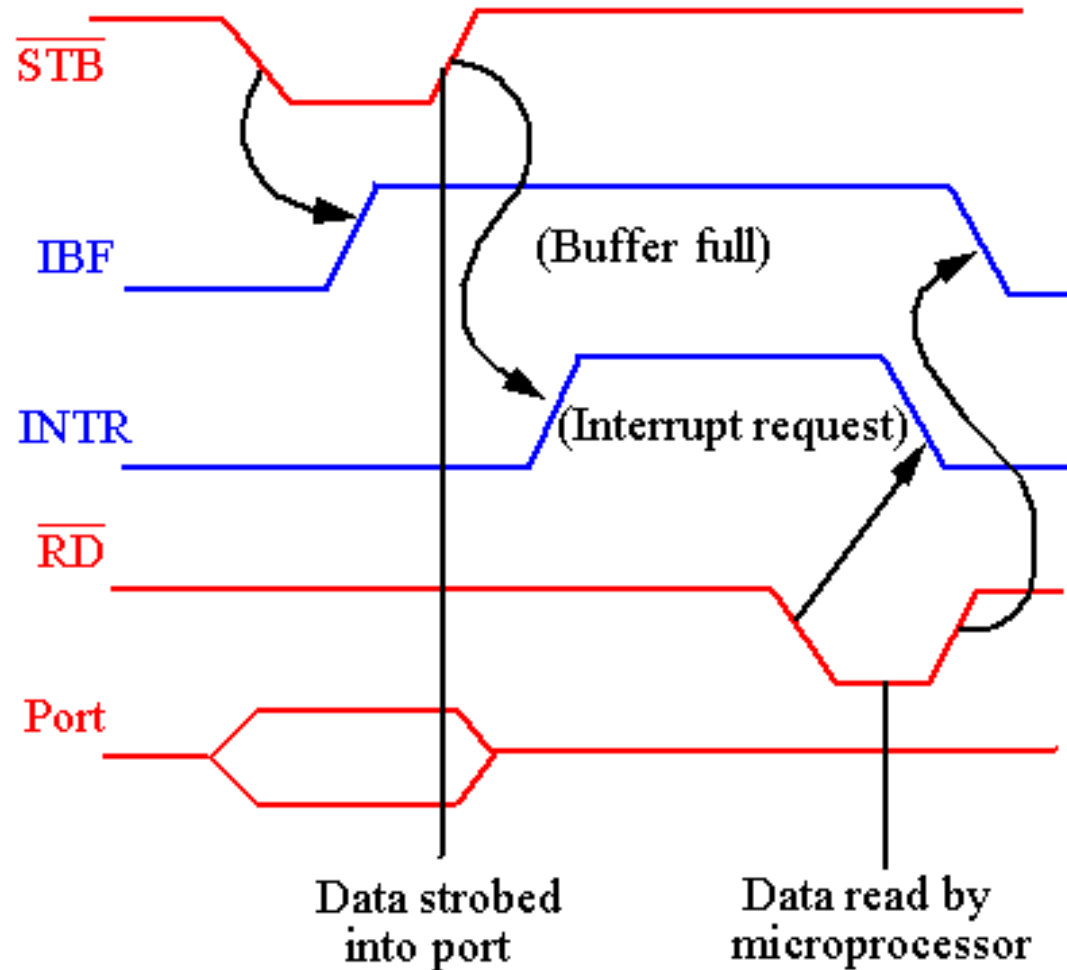 STB
IBF
(Buffer full)
INTR
(Interrupt request)
RD
Port
Data strobed
into port
Data read by
microprocessor